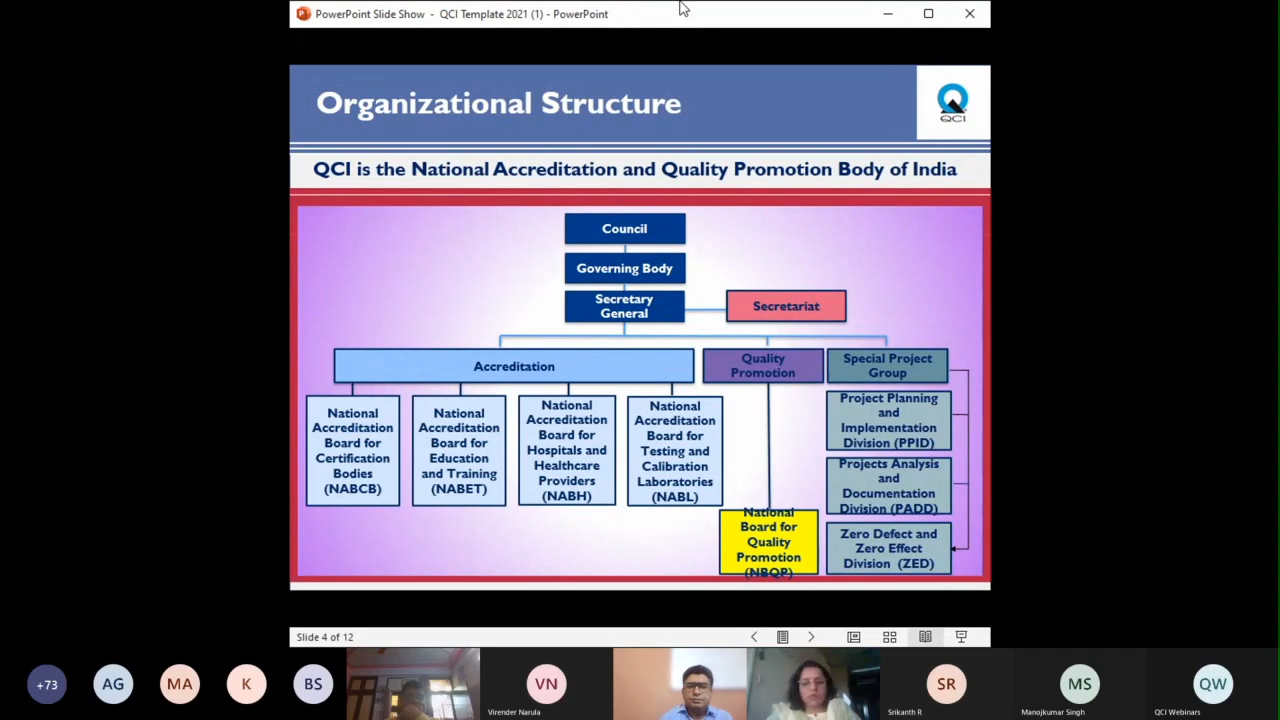 PowerPoint Slide Show - QCI Template 2021 (1) - PowerPoint
Organizational Structure
QCI
QCI is the National Accreditation and Quality Promotion Body of India
Council
Governing Body
Secretary
General
Secretariat
Accreditation
Quality
Promotion
Special Project
Group
National
Accreditation
Board for
Certification
Bodies
(NABCB)
National
Accreditation
Board for
Education
and Training
(NABET)
National
Accreditation
Board for
Hospitals and
Healthcare
Providers
(NABH)
National
Accreditation
Board for
Testing and
Calibration
Laboratories
(NABL)
National
Board for
Quality
Promotion
(NBQP)
Project Planning
and
Implementation
Division (PPID)
Projects Analysis
and
Documentation
Division (PADD)
Zero Defect and
Zero Effect
Division (ZED)
Slide 4 of 12
+73
AG
MA
K
BS
VN
Virender Narula
SR
Srikanth R
MS
Manojkumar Singh
QW
QCI Webinars